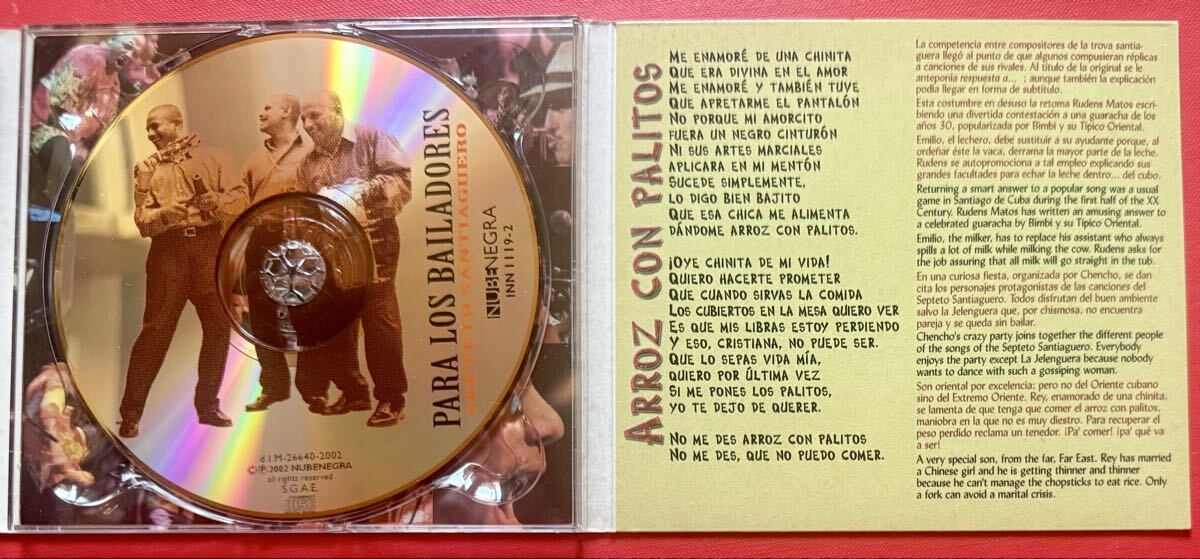 PARA LOS BAILADORES
SEPTETO SANTIAGUERO
NUBENEGRA
INN 1119-2
d.l.M-26640-2002
©℗2002 NUBENEGRA
all rights reserved
S.G.A.E.
ARROZ CON PALITOS
ME ENAMORÉ DE UNA CHINITA
QUE ERA DIVINA EN EL AMOR
ME ENAMORÉ Y TAMBIÉN TUVE
QUE APRETARME EL PANTALÓN
NO PORQUE MI AMORCITO
FUERA UN NEGRO CINTURÓN
NI SUS ARTES MARCIALES
APLICARA EN MI MENTÓN
SUCEDE SIMPLEMENTE,
LO DIGO BIEN BAJITO
QUE ESA CHICA ME ALIMENTA
DÁNDOME ARROZ CON PALITOS.
¡OYE CHINITA DE MI VIDA!
QUIERO HACERTE PROMETER
QUE CUANDO SIRVAS LA COMIDA
LOS CUBIERTOS EN LA MESA QUIERO VER
ES QUE MIS LIBRAS ESTOY PERDIENDO
Y ESO, CRISTIANA, NO PUEDE SER.
QUE LO SEPAS VIDA MÍA,
QUIERO POR ÚLTIMA VEZ
SI ME PONES LOS PALITOS,
YO TE DEJO DE QUERER.
NO ME DES ARROZ CON PALITOS
NO ME DES, QUE NO PUEDO COMER.
La competencia entre compositores de la trova santia-
guera llegó al punto de que algunos compusieran réplicas
a canciones de sus rivales. Al título de la original se le
anteponía respuesta a... ; aunque también la explicación
podía llegar en forma de subtítulo.
Esta costumbre en desuso la retoma Rudens Matos escri-
biendo una divertida contestación a una guaracha de los
años 30, popularizada por Bimbi y su Típico Oriental.
Emilio, el lechero, debe sustituir a su ayudante porque, al
ordeñar éste la vaca, derrama la mayor parte de la leche.
Rudens se autopromociona a tal empleo explicando sus
grandes facultades para echar la leche dentro... del cubo.
Returning a smart answer to a popular song was a usual
game in Santiago de Cuba during the first half of the XX
Century. Rudens Matos has written an amusing answer to
a celebrated guaracha by Bimbi y su Típico Oriental.
Emilio, the milker, has to replace his assistant who always
spills a lot of milk while milking the cow. Rudens asks for
the job assuring that all milk will go straight in the tub.
En una curiosa fiesta, organizada por Chencho, se dan
cita los personajes protagonistas de las canciones del
Septeto Santiaguero. Todos disfrutan del buen ambiente
salvo la Jelenguera que, por chismosa, no encuentra
pareja y se queda sin bailar.
Chencho's crazy party joins together the different people
of the songs of the Septeto Santiaguero. Everybody
enjoys the party except La Jelenguera because nobody
wants to dance with such a gossiping woman.
Son oriental por excelencia; pero no del Oriente cubano
sino del Extremo Oriente. Rey, enamorado de una chinita,
se lamenta de que tenga que comer el arroz con palitos,
maniobra en la que no es muy diestro. Para recuperar el
peso perdido reclama un tenedor. ¡Pa' comer! ¡pa' qué va
a ser!
A very special son, from the far, Far East. Rey has married
a Chinese girl and he is getting thinner and thinner
because he can't manage the chopsticks to eat rice. Only
a fork can avoid a marital crisis.